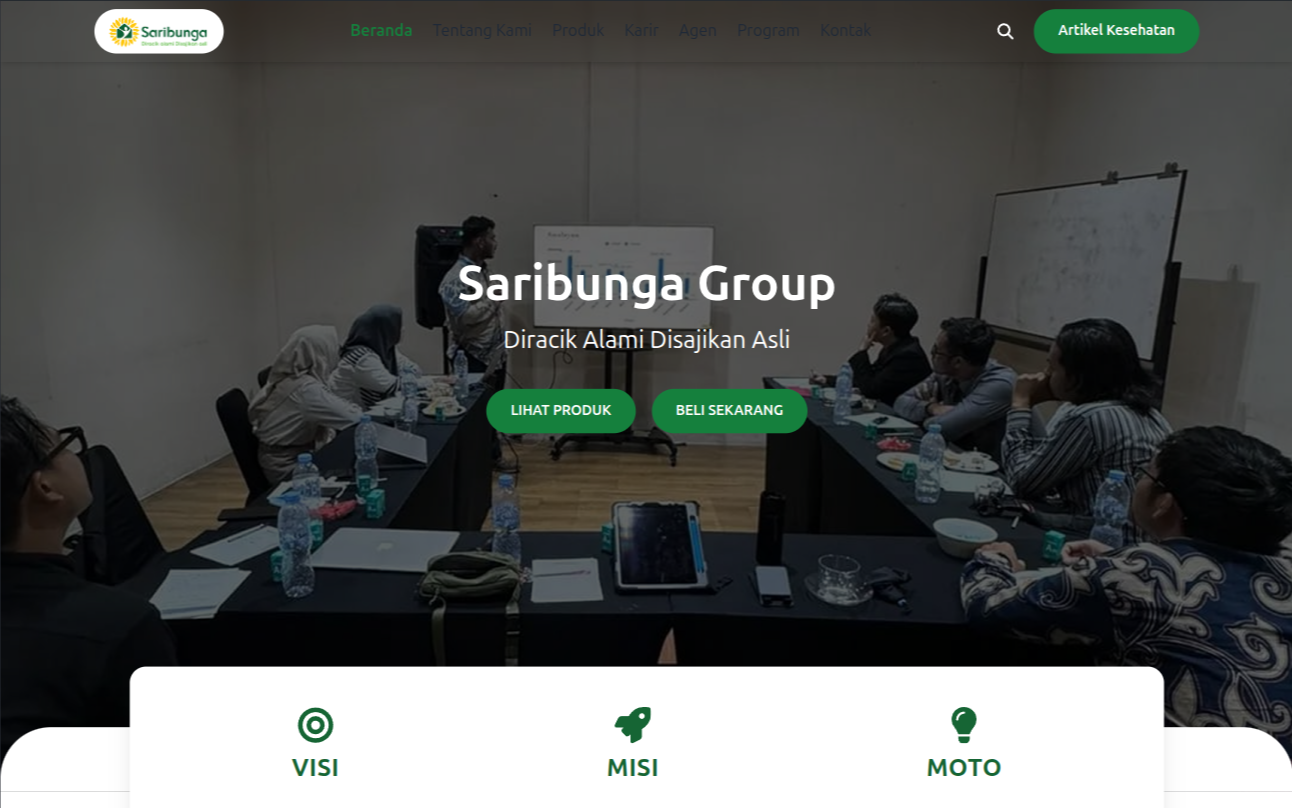 Saribunga
Diracik alami Disajikan asli
Beranda Tentang Kami Produk Karir Agen Program Kontak
Artikel Kesehatan
Saribunga Group
Diracik Alami Disajikan Asli
LIHAT PRODUK BELI SEKARANG
VISI MISI MOTO